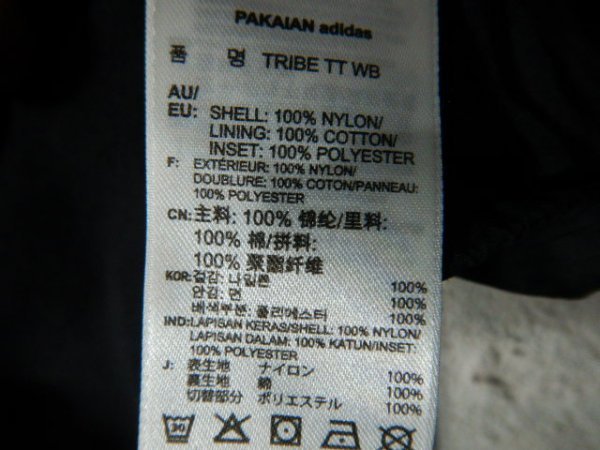 PAKAIAN adidas
품 명 TRIBE TT WB
AU/
EU: SHELL: 100% NYLON/
LINING: 100% COTTON/
INSET: 100% POLYESTER
F: EXTÉRIEUR: 100% NYLON/
DOUBLURE: 100% COTON/PANNEAU:
100% POLYESTER
CN: 主料: 100% 锦纶/里料:
100% 棉/拼料:
100% 聚酯纤维
KOR: 겉감: 나일론 100%
안감: 면 100%
배색부분: 폴리에스터 100%
IND: LAPISAN KERAS/SHELL: 100% NYLON/
LAPISAN DALAM: 100% KATUN/INSET:
100% POLYESTER
J: 表生地 ナイロン 100%
裏生地 綿 100%
切替部分 ポリエステル 100%
30